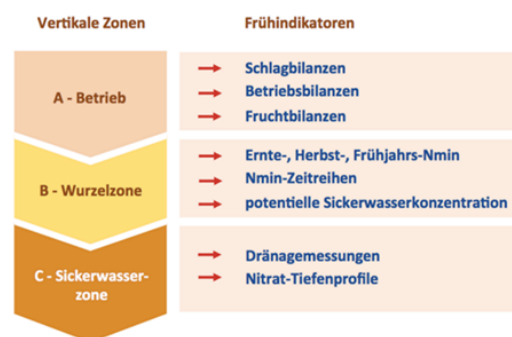 Vertikale Zonen
Frühindikatoren
A - Betrieb
Schlagbilanzen
Betriebsbilanzen
Fruchtbilanzen
B - Wurzelzone
Ernte-, Herbst-, Frühjahrs-Nmin
Nmin-Zeitreihen
potentielle Sickerwasserkonzentration
C - Sickerwasser-
zone
Dränagemessungen
Nitrat-Tiefenprofile